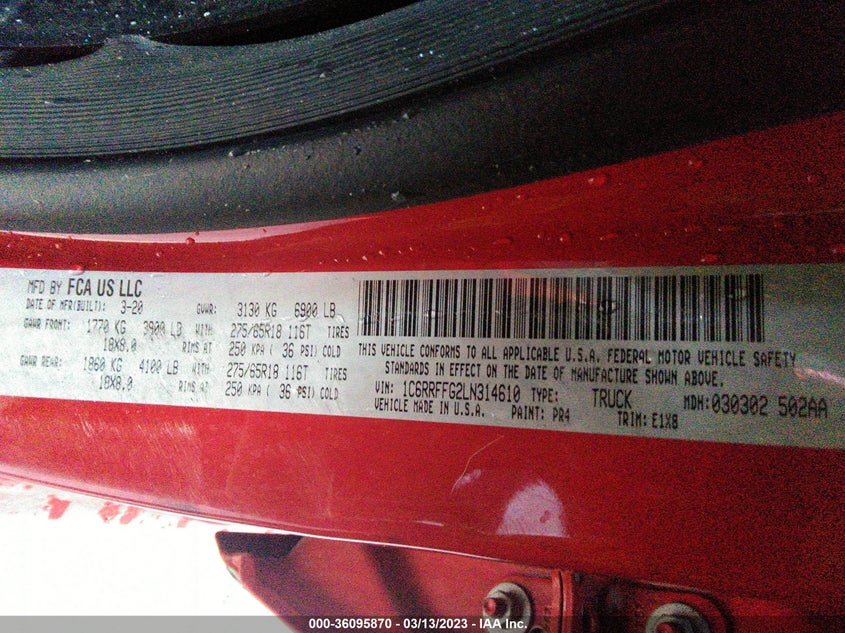 MFD BY FCA US LLC
DATE OF MFR(BUILT): 3-20 GVWR: 3130 KG 6900 LB
GAWR FRONT: 1770 KG 3900 LB WITH 275/65R18 116T TIRES
18X8.0 RIMS AT 250 KPA ( 36 PSI) COLD
GAWR REAR: 1860 KG 4100 LB WITH 275/65R18 116T TIRES
18X8.0 RIMS AT 250 KPA ( 36 PSI) COLD
THIS VEHICLE CONFORMS TO ALL APPLICABLE U.S.A. FEDERAL MOTOR VEHICLE SAFETY
STANDARDS IN EFFECT ON THE DATE OF MANUFACTURE SHOWN ABOVE.
VIN: 1C6RRFFG2LN314610 TYPE: TRUCK MDH: 030302 502AA
VEHICLE MADE IN U.S.A. PAINT: PR4 TRIM: E1X8
000-36095870 / 03/13/2023 - IAA Inc.